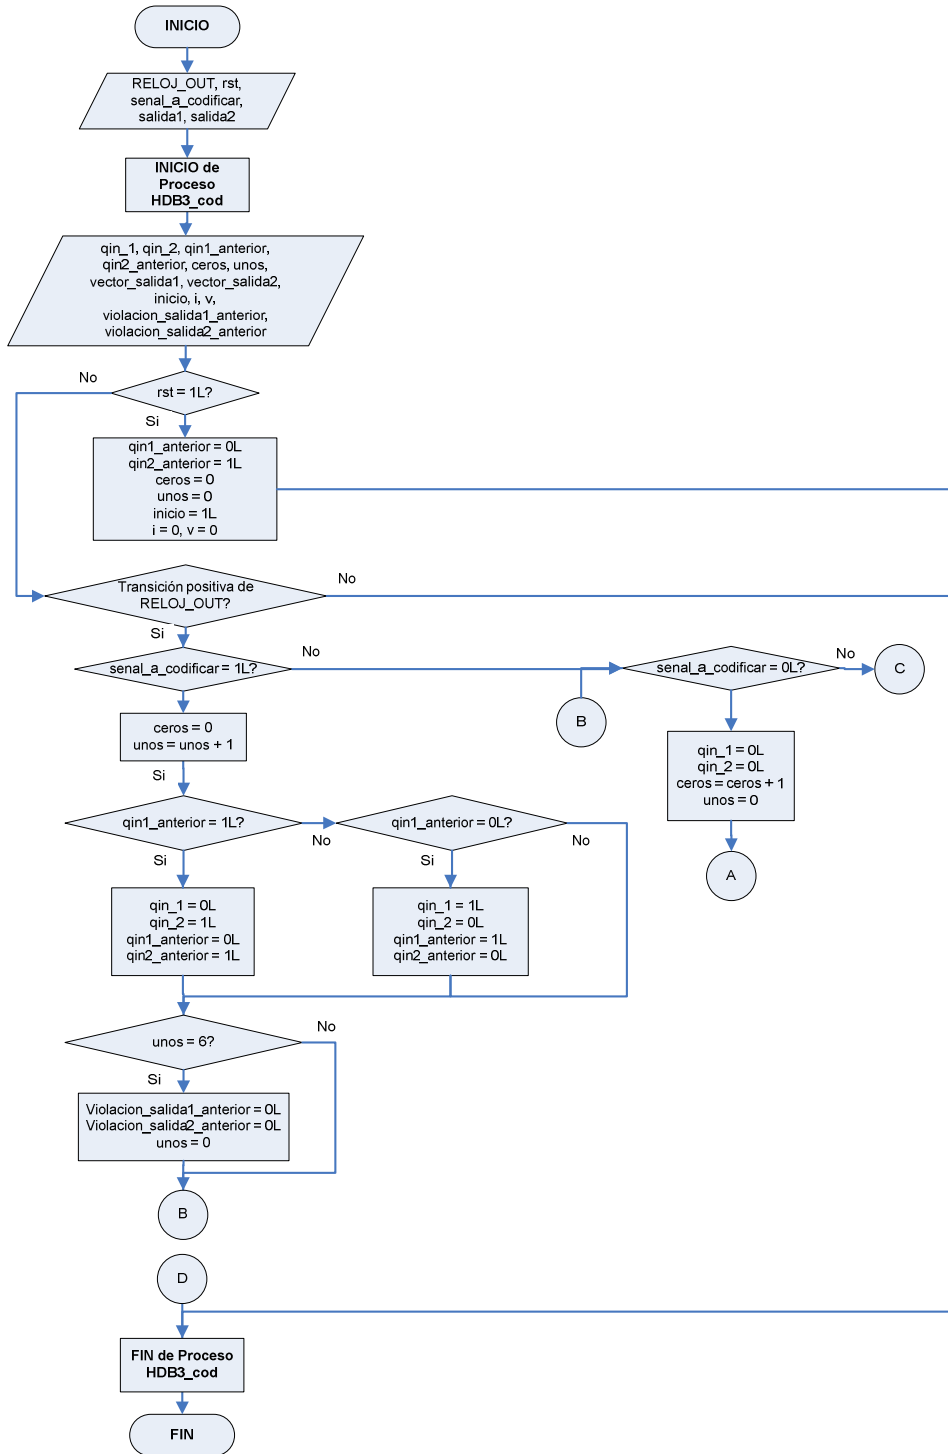 INICIO
RELOJ_OUT, rst,
senal_a_codificar,
salida1, salida2
INICIO de
Proceso
HDB3_cod
qin_1, qin_2, qin1_anterior,
qin2_anterior, ceros, unos,
vector_salida1, vector_salida2,
inicio, i, v,
violacion_salida1_anterior,
violacion_salida2_anterior
No
rst = 1L?
Si
qin1_anterior = 0L
qin2_anterior = 1L
ceros = 0
unos = 0
inicio = 1L
i = 0, v = 0
Transición positiva de
RELOJ_OUT?
No
Si
senal_a_codificar = 1L?
No
senal_a_codificar = 0L?
No
C
B
ceros = 0
unos = unos + 1
qin_1 = 0L
qin_2 = 0L
ceros = ceros + 1
unos = 0
A
Si
qin1_anterior = 1L?
No
qin1_anterior = 0L?
No
Si
Si
qin_1 = 0L
qin_2 = 1L
qin1_anterior = 0L
qin2_anterior = 1L
qin_1 = 1L
qin_2 = 0L
qin1_anterior = 1L
qin2_anterior = 0L
unos = 6?
No
Si
Violacion_salida1_anterior = 0L
Violacion_salida2_anterior = 0L
unos = 0
B
D
FIN de Proceso
HDB3_cod
FIN